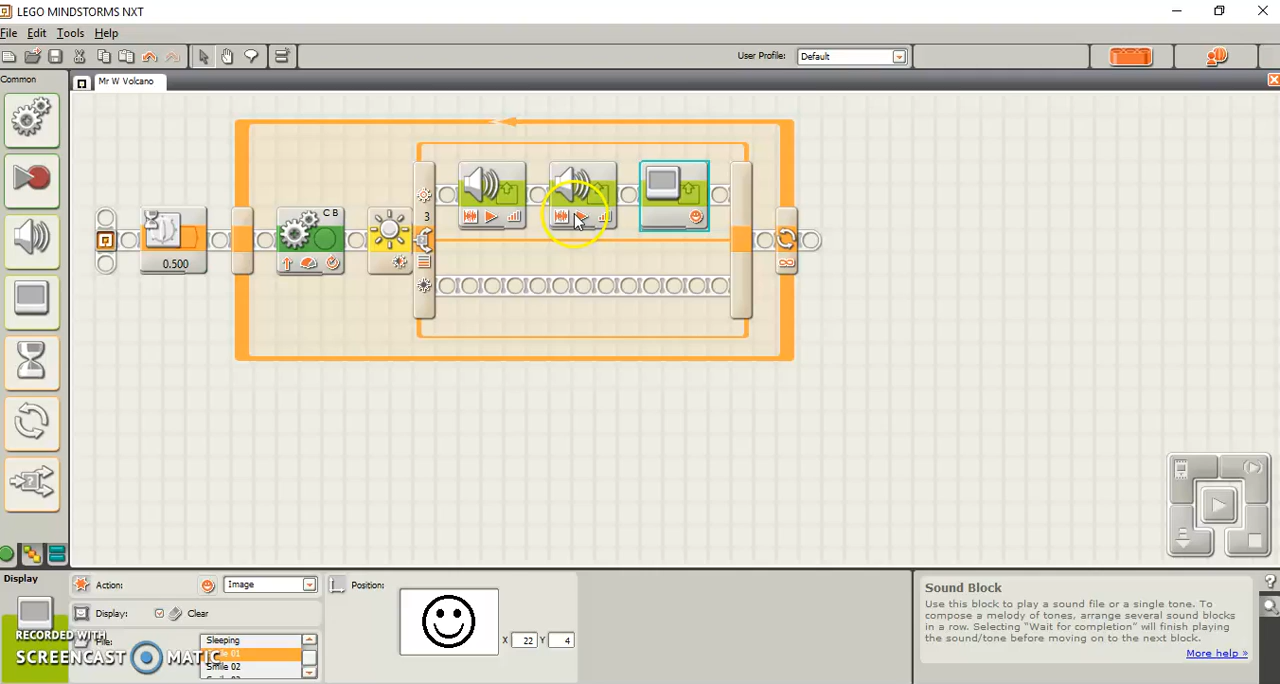 LEGO MINDSTORMS NXT
File Edit Tools Help
User Profile: Default
Common
Mr W Volcano
C B
3
0.500
Display
Action: Image
Position:
Display: Clear
File:
Sleeping
Smile 01
Smile 02
X 22 Y 4
RECORDED WITH
SCREENCAST MATIC
Sound Block
Use this block to play a sound file or a single tone. To
compose a melody of tones, arrange several sound blocks
in a row. Selecting "Wait for completion" will finish playing
the sound/tone before moving on to the next block.
More help »